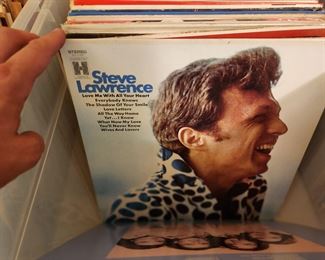 STEREO
H
Steve
Lawrence
Love Me With All Your Heart
Everybody Knows
The Shadow Of Your Smile
Love Letters
All The Way Home
Yet...I Know
What Now My Love
You'll Never Know
Wives And Lovers